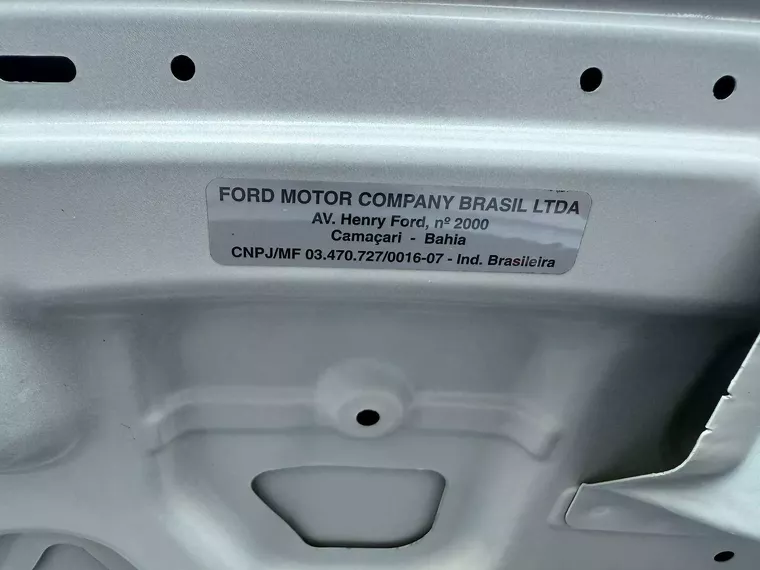 FORD MOTOR COMPANY BRASIL LTDA
AV. Henry Ford, nº 2000
Camaçari - Bahia
CNPJ/MF 03.470.727/0016-07 - Ind. Brasileira